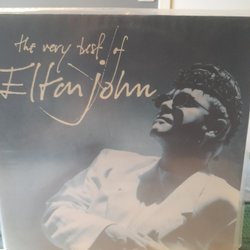 the very best of
Elton john